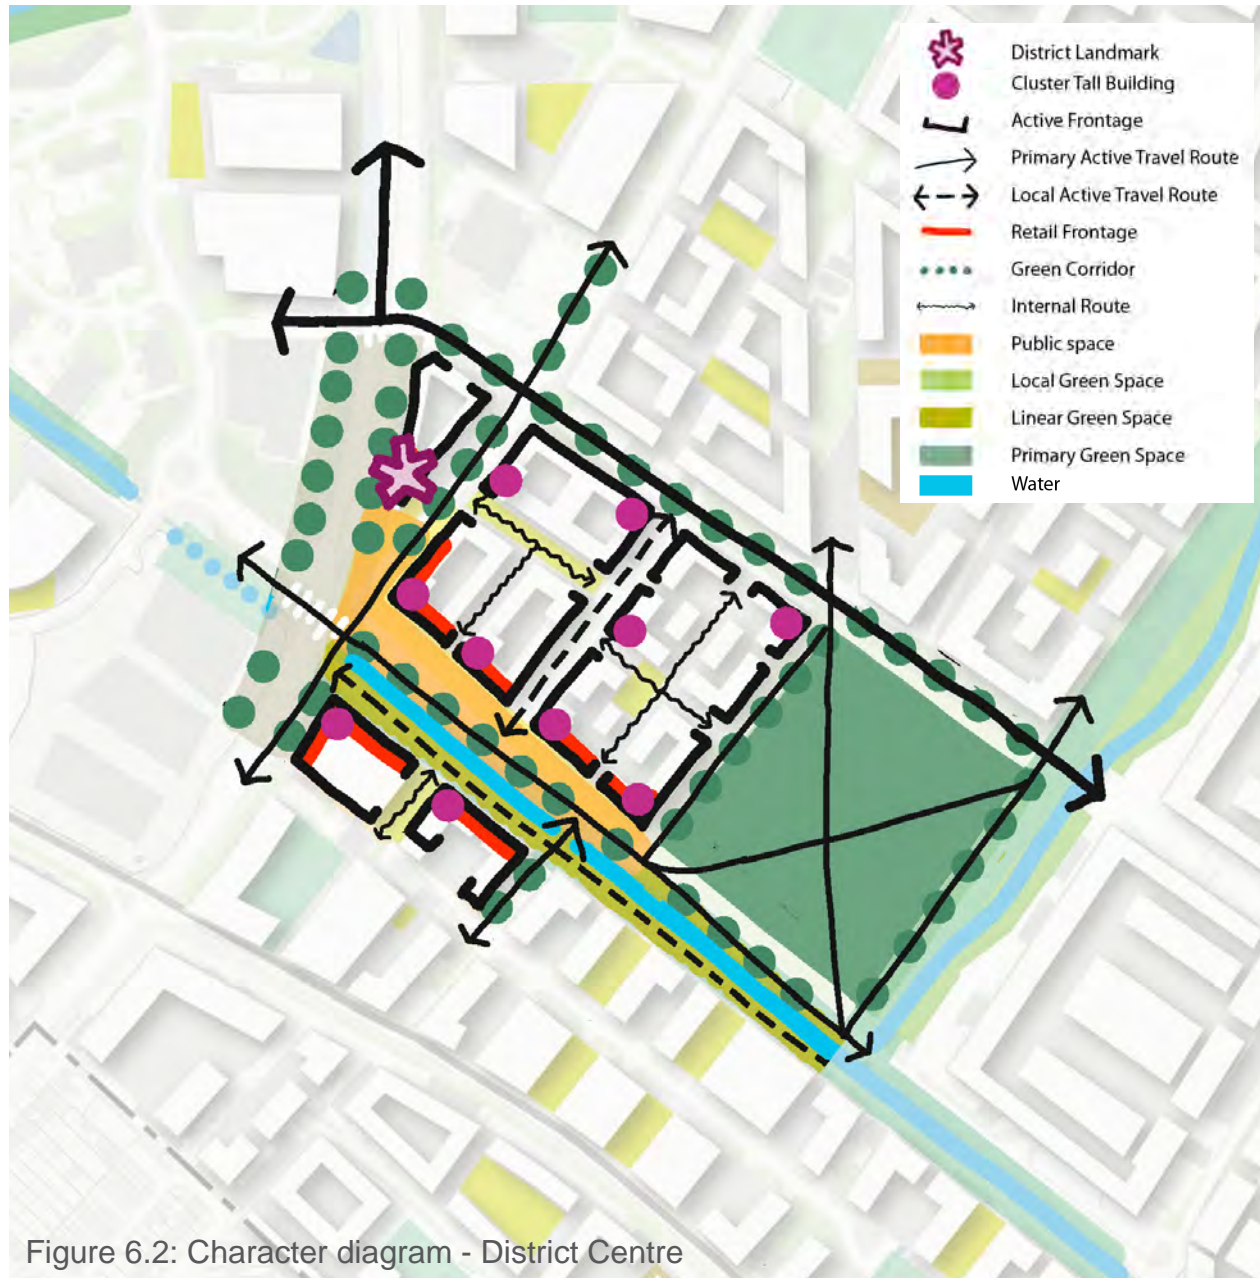 District Landmark
Cluster Tall Building
Active Frontage
Primary Active Travel Route
Local Active Travel Route
Retail Frontage
Green Corridor
Internal Route
Public space
Local Green Space
Linear Green Space
Primary Green Space
Water
Figure 6.2: Character diagram - District Centre